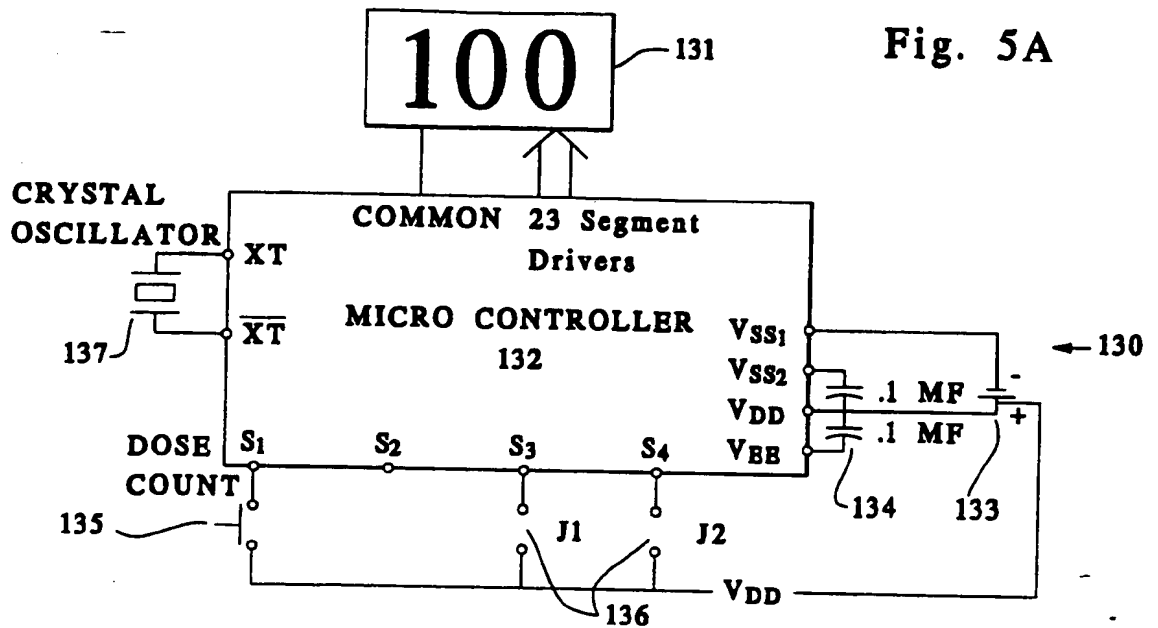 Fig. 5A
100
131
CRYSTAL
OSCILLATOR
COMMON 23 Segment
Drivers
XT
XT
137
MICRO CONTROLLER
132
VSS1
VSS2
VDD
VEE
130
-
+
.1 MF
.1 MF
134
133
DOSE
COUNT
S1
S2
S3
S4
135
J1
J2
136
VDD